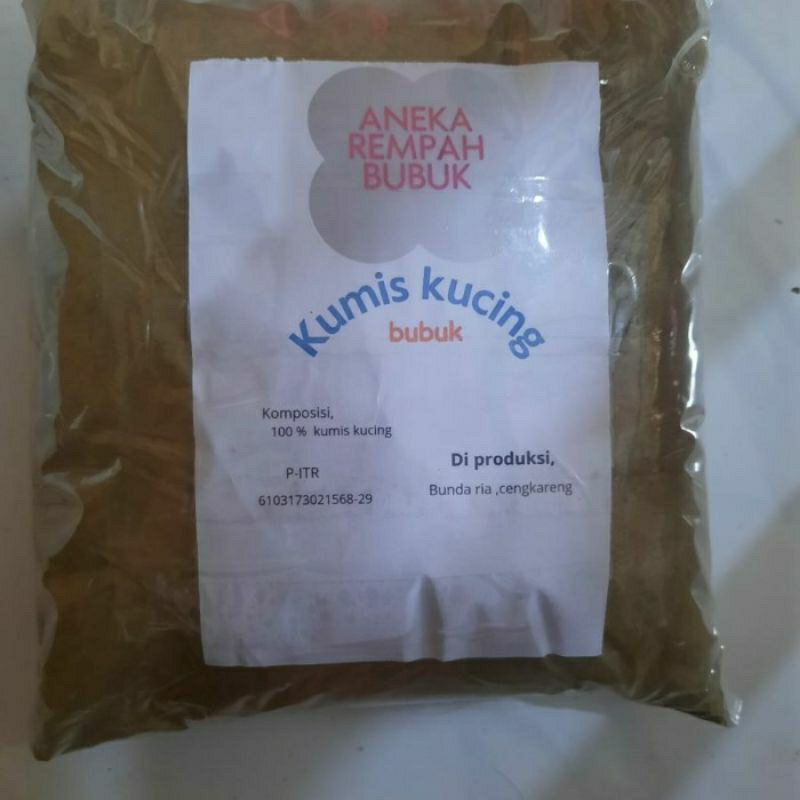 ANEKA
REMPAH
BUBUK
Kumis kucing
bubuk
Komposisi,
100 % kumis kucing
P-ITR
6103173021568-29
Di produksi,
Bunda ria ,cengkareng